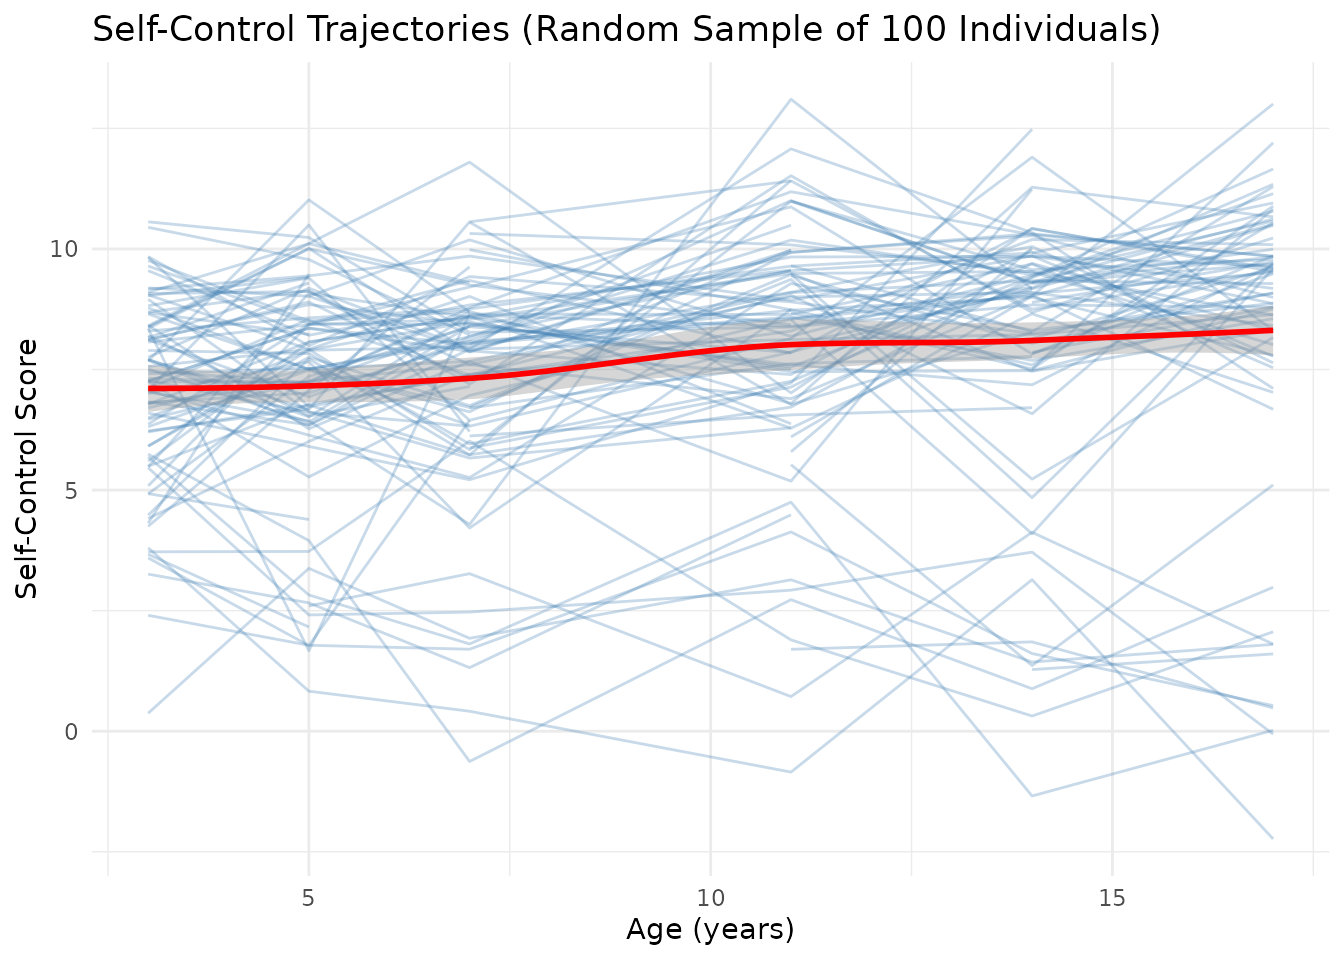 Self-Control Trajectories (Random Sample of 100 Individuals)
Self-Control Score
10
5
0
5 10 15
Age (years)